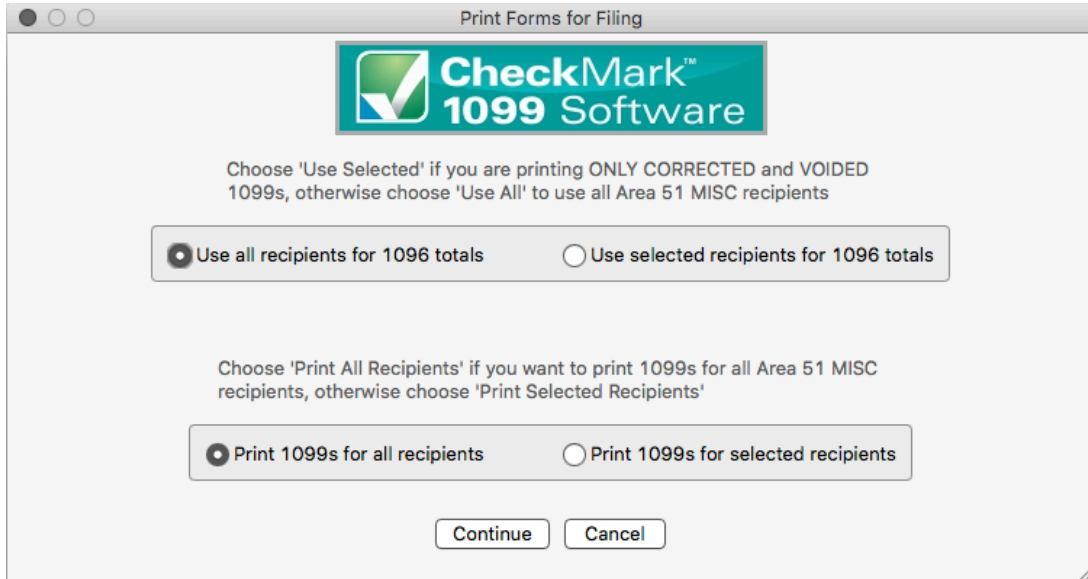 Print Forms for Filing
CheckMark™
1099 Software
Choose 'Use Selected' if you are printing ONLY CORRECTED and VOIDED
1099s, otherwise choose 'Use All' to use all Area 51 MISC recipients
Use all recipients for 1096 totals
Use selected recipients for 1096 totals
Choose 'Print All Recipients' if you want to print 1099s for all Area 51 MISC
recipients, otherwise choose 'Print Selected Recipients'
Print 1099s for all recipients
Print 1099s for selected recipients
Continue
Cancel